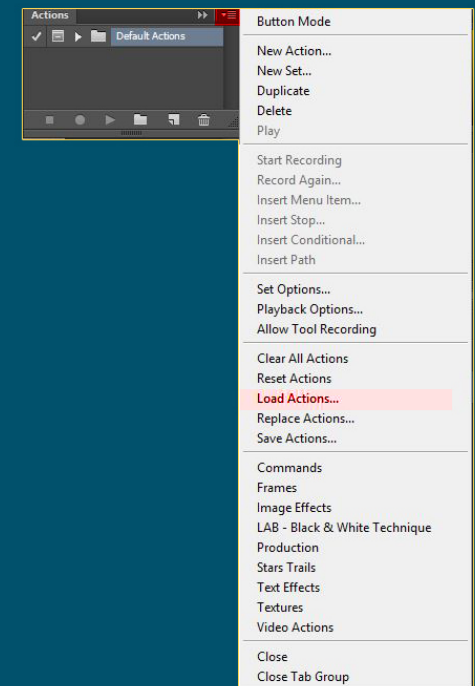 Actions
Default Actions
Button Mode
New Action...
New Set...
Duplicate
Delete
Play
Start Recording
Record Again...
Insert Menu Item...
Insert Stop...
Insert Conditional...
Insert Path
Set Options...
Playback Options...
Allow Tool Recording
Clear All Actions
Reset Actions
Load Actions...
Replace Actions...
Save Actions...
Commands
Frames
Image Effects
LAB - Black & White Technique
Production
Stars Trails
Text Effects
Textures
Video Actions
Close
Close Tab Group